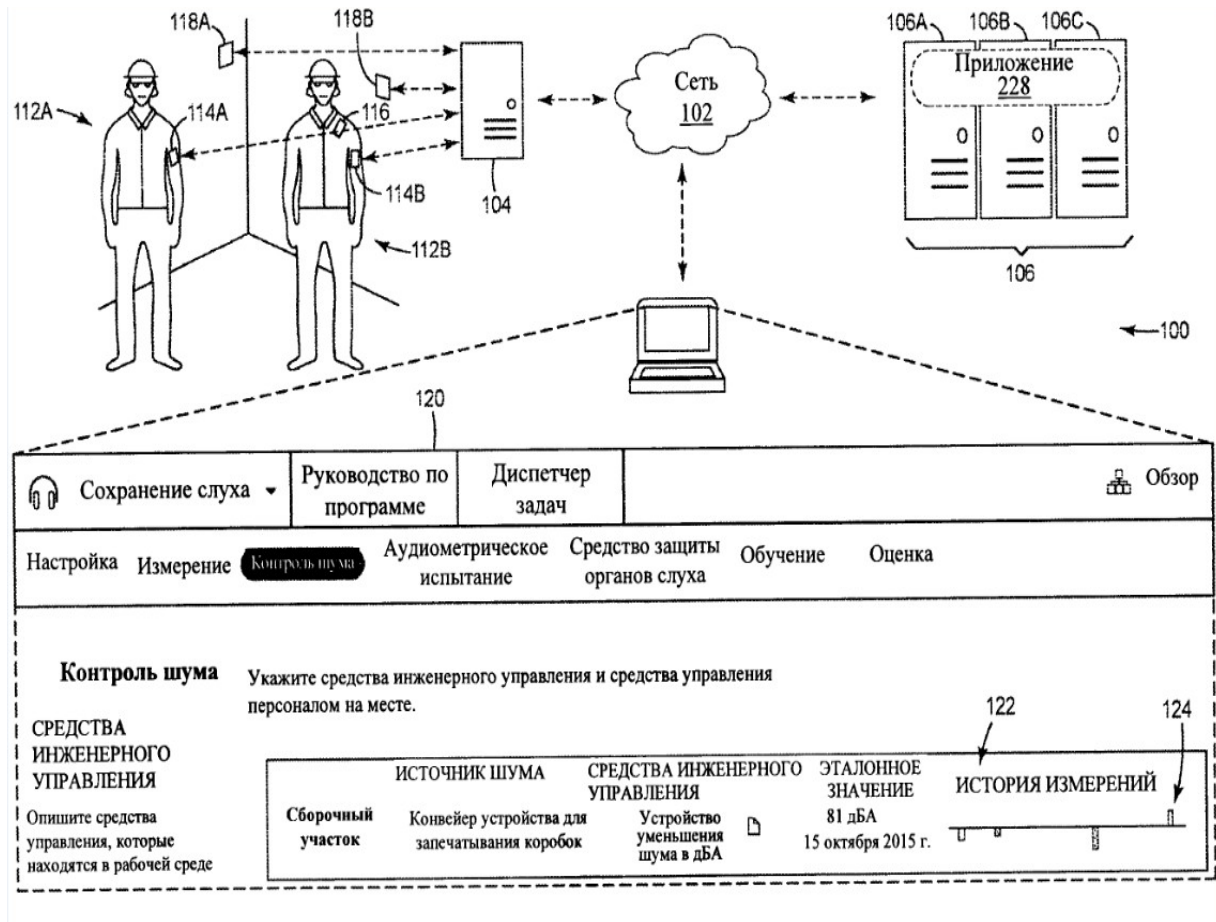 118A
118B
106A
106B
106C
Приложение
228
Сеть
102
112A
114A
116
114B
104
112B
106
100
120
Сохранение слуха
Руководство по
программе
Диспетчер
задач
Обзор
Настройка
Измерение
Контроль шума
Аудиометрическое
испытание
Средство защиты
органов слуха
Обучение
Оценка
Контроль шума
Укажите средства инженерного управления и средства управления
персоналом на месте.
СРЕДСТВА
ИНЖЕНЕРНОГО
УПРАВЛЕНИЯ
Опишите средства
управления, которые
находятся в рабочей среде
122
124
ИСТОЧНИК ШУМА
СРЕДСТВА ИНЖЕНЕРНОГО
УПРАВЛЕНИЯ
ЭТАЛОННОЕ
ЗНАЧЕНИЕ
ИСТОРИЯ ИЗМЕРЕНИЙ
Сборочный
участок
Конвейер устройства для
запечатывания коробок
Устройство
уменьшения
шума в дБА
81 дБА
15 октября 2015 г.